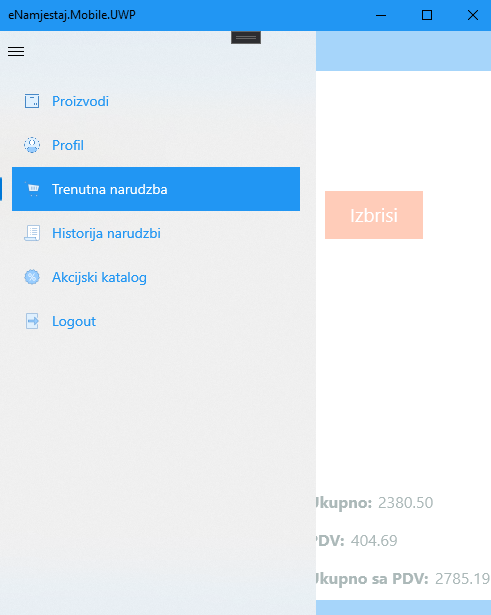 eNamjestaj.Mobile.UWP
Proizvodi
Profil
Trenutna narudzba
Historija narudzbi
Akcijski katalog
Logout
Izbrisi
Ukupno: 2380.50
PDV: 404.69
Ukupno sa PDV: 2785.19